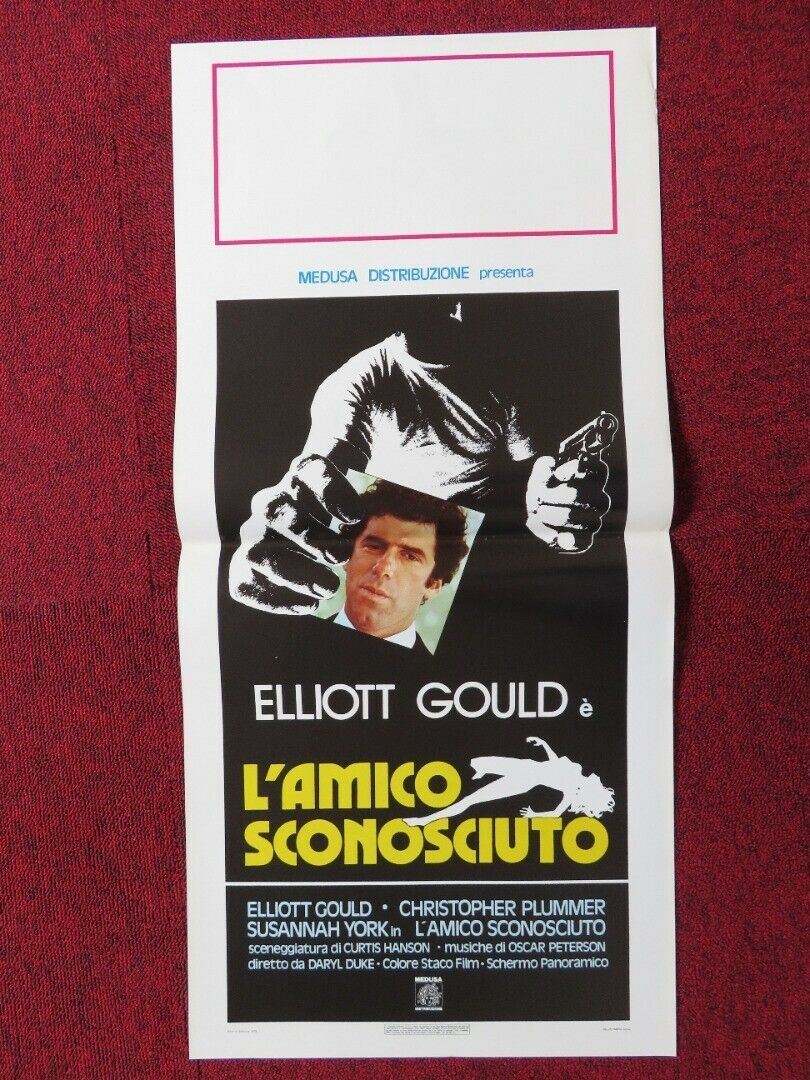 MEDUSA DISTRIBUZIONE presenta
ELLIOTT GOULD è
L'AMICO
SCONOSCIUTO
ELLIOTT GOULD • CHRISTOPHER PLUMMER
SUSANNAH YORK in L'AMICO SCONOSCIUTO
sceneggiatura di CURTIS HANSON • musiche di OSCAR PETERSON
diretto da DARYL DUKE • Colore Staco Film • Schermo Panoramico
MEDUSA
DISTRIBUZIONE